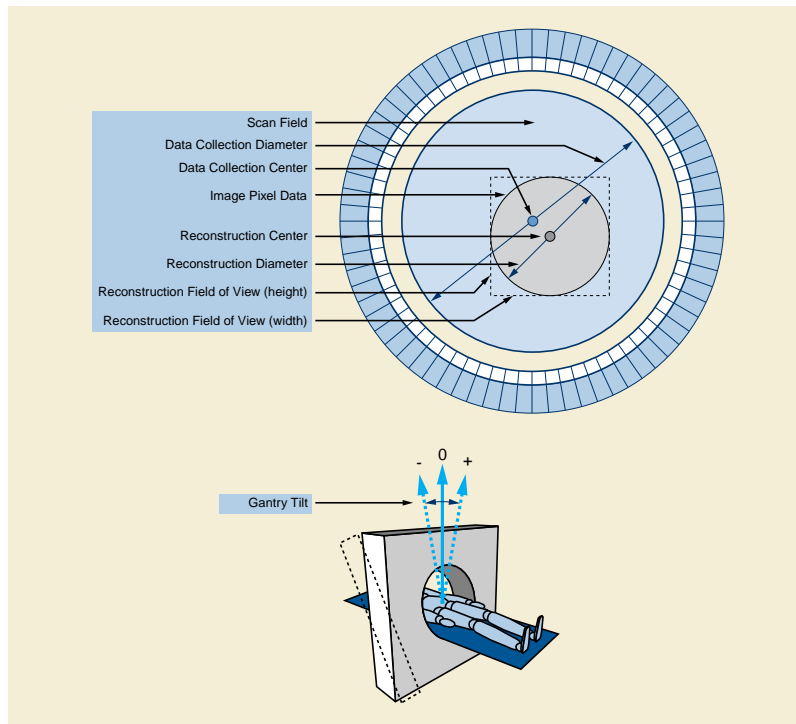 Scan Field
Data Collection Diameter
Data Collection Center
Image Pixel Data
Reconstruction Center
Reconstruction Diameter
Reconstruction Field of View (height)
Reconstruction Field of View (width)
- 0 +
Gantry Tilt